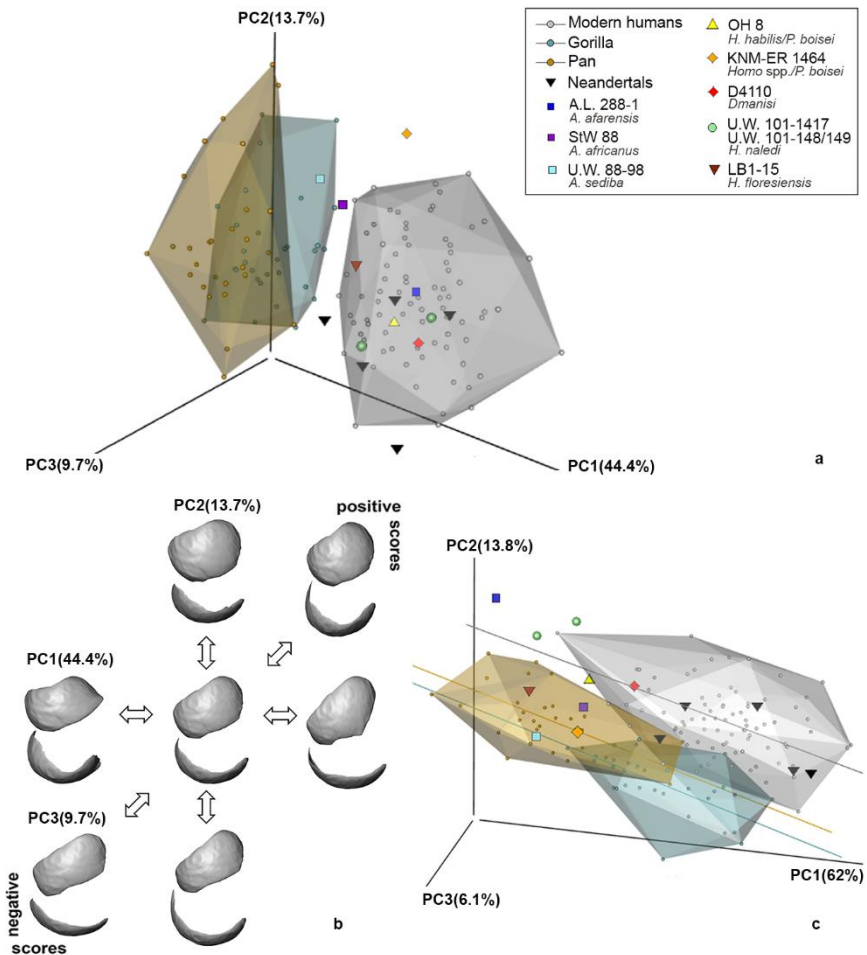 PC2(13.7%)
Modern humans
Gorilla
Pan
Neandertals
A.L. 288-1
A. afarensis
StW 88
A. africanus
U.W. 88-98
A. sediba
OH 8
H. habilis/P. boisei
KNM-ER 1464
Homo spp./P. boisei
D4110
Dmanisi
U.W. 101-1417
U.W. 101-148/149
H. naledi
LB1-15
H. floresiensis
PC3(9.7%)
PC1(44.4%)
a
PC2(13.7%)
positive
scores
PC1(44.4%)
PC3(9.7%)
negative
scores
b
PC2(13.8%)
PC1(62%)
PC3(6.1%)
c